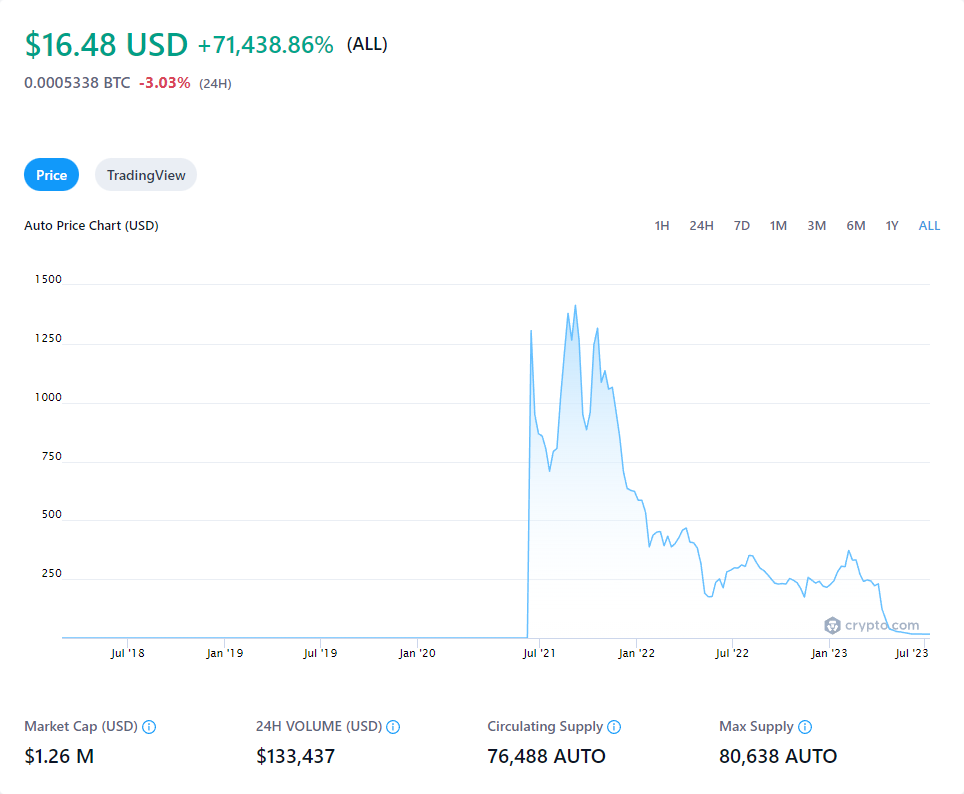 $16.48 USD +71,438.86% (ALL)
0.0005338 BTC -3.03% (24H)
Price TradingView
Auto Price Chart (USD) 1H 24H 7D 1M 3M 6M 1Y ALL
1500
1250
1000
750
500
250
crypto.com
Jul '18 Jan '19 Jul '19 Jan '20 Jul '21 Jan '22 Jul '22 Jan '23 Jul '23
Market Cap (USD) 24H VOLUME (USD) Circulating Supply Max Supply
$1.26 M $133,437 76,488 AUTO 80,638 AUTO